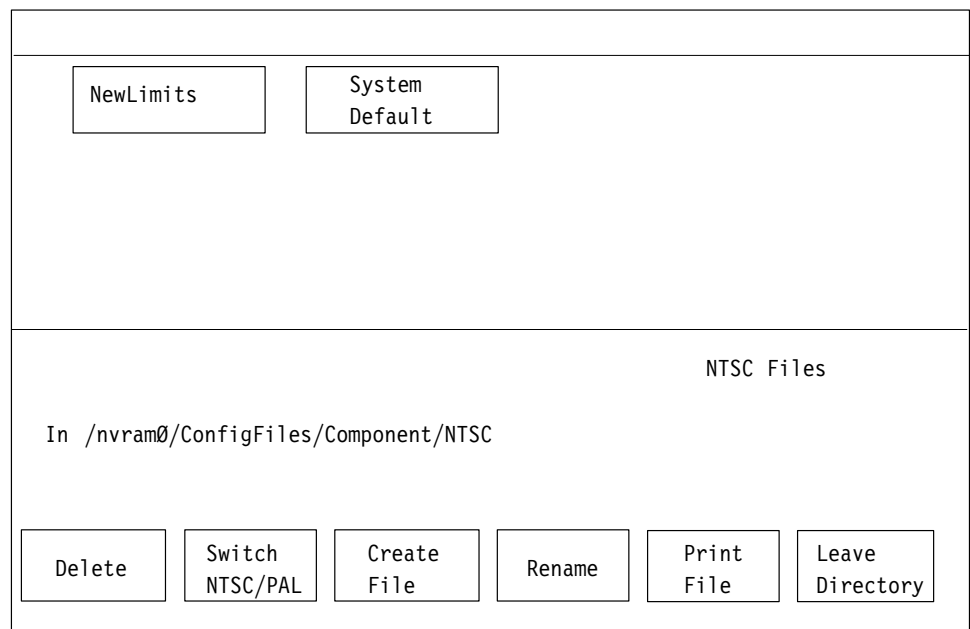 NewLimits
System
Default
NTSC Files
In /nvramØ/ConfigFiles/Component/NTSC
Delete
Switch
NTSC/PAL
Create
File
Rename
Print
File
Leave
Directory